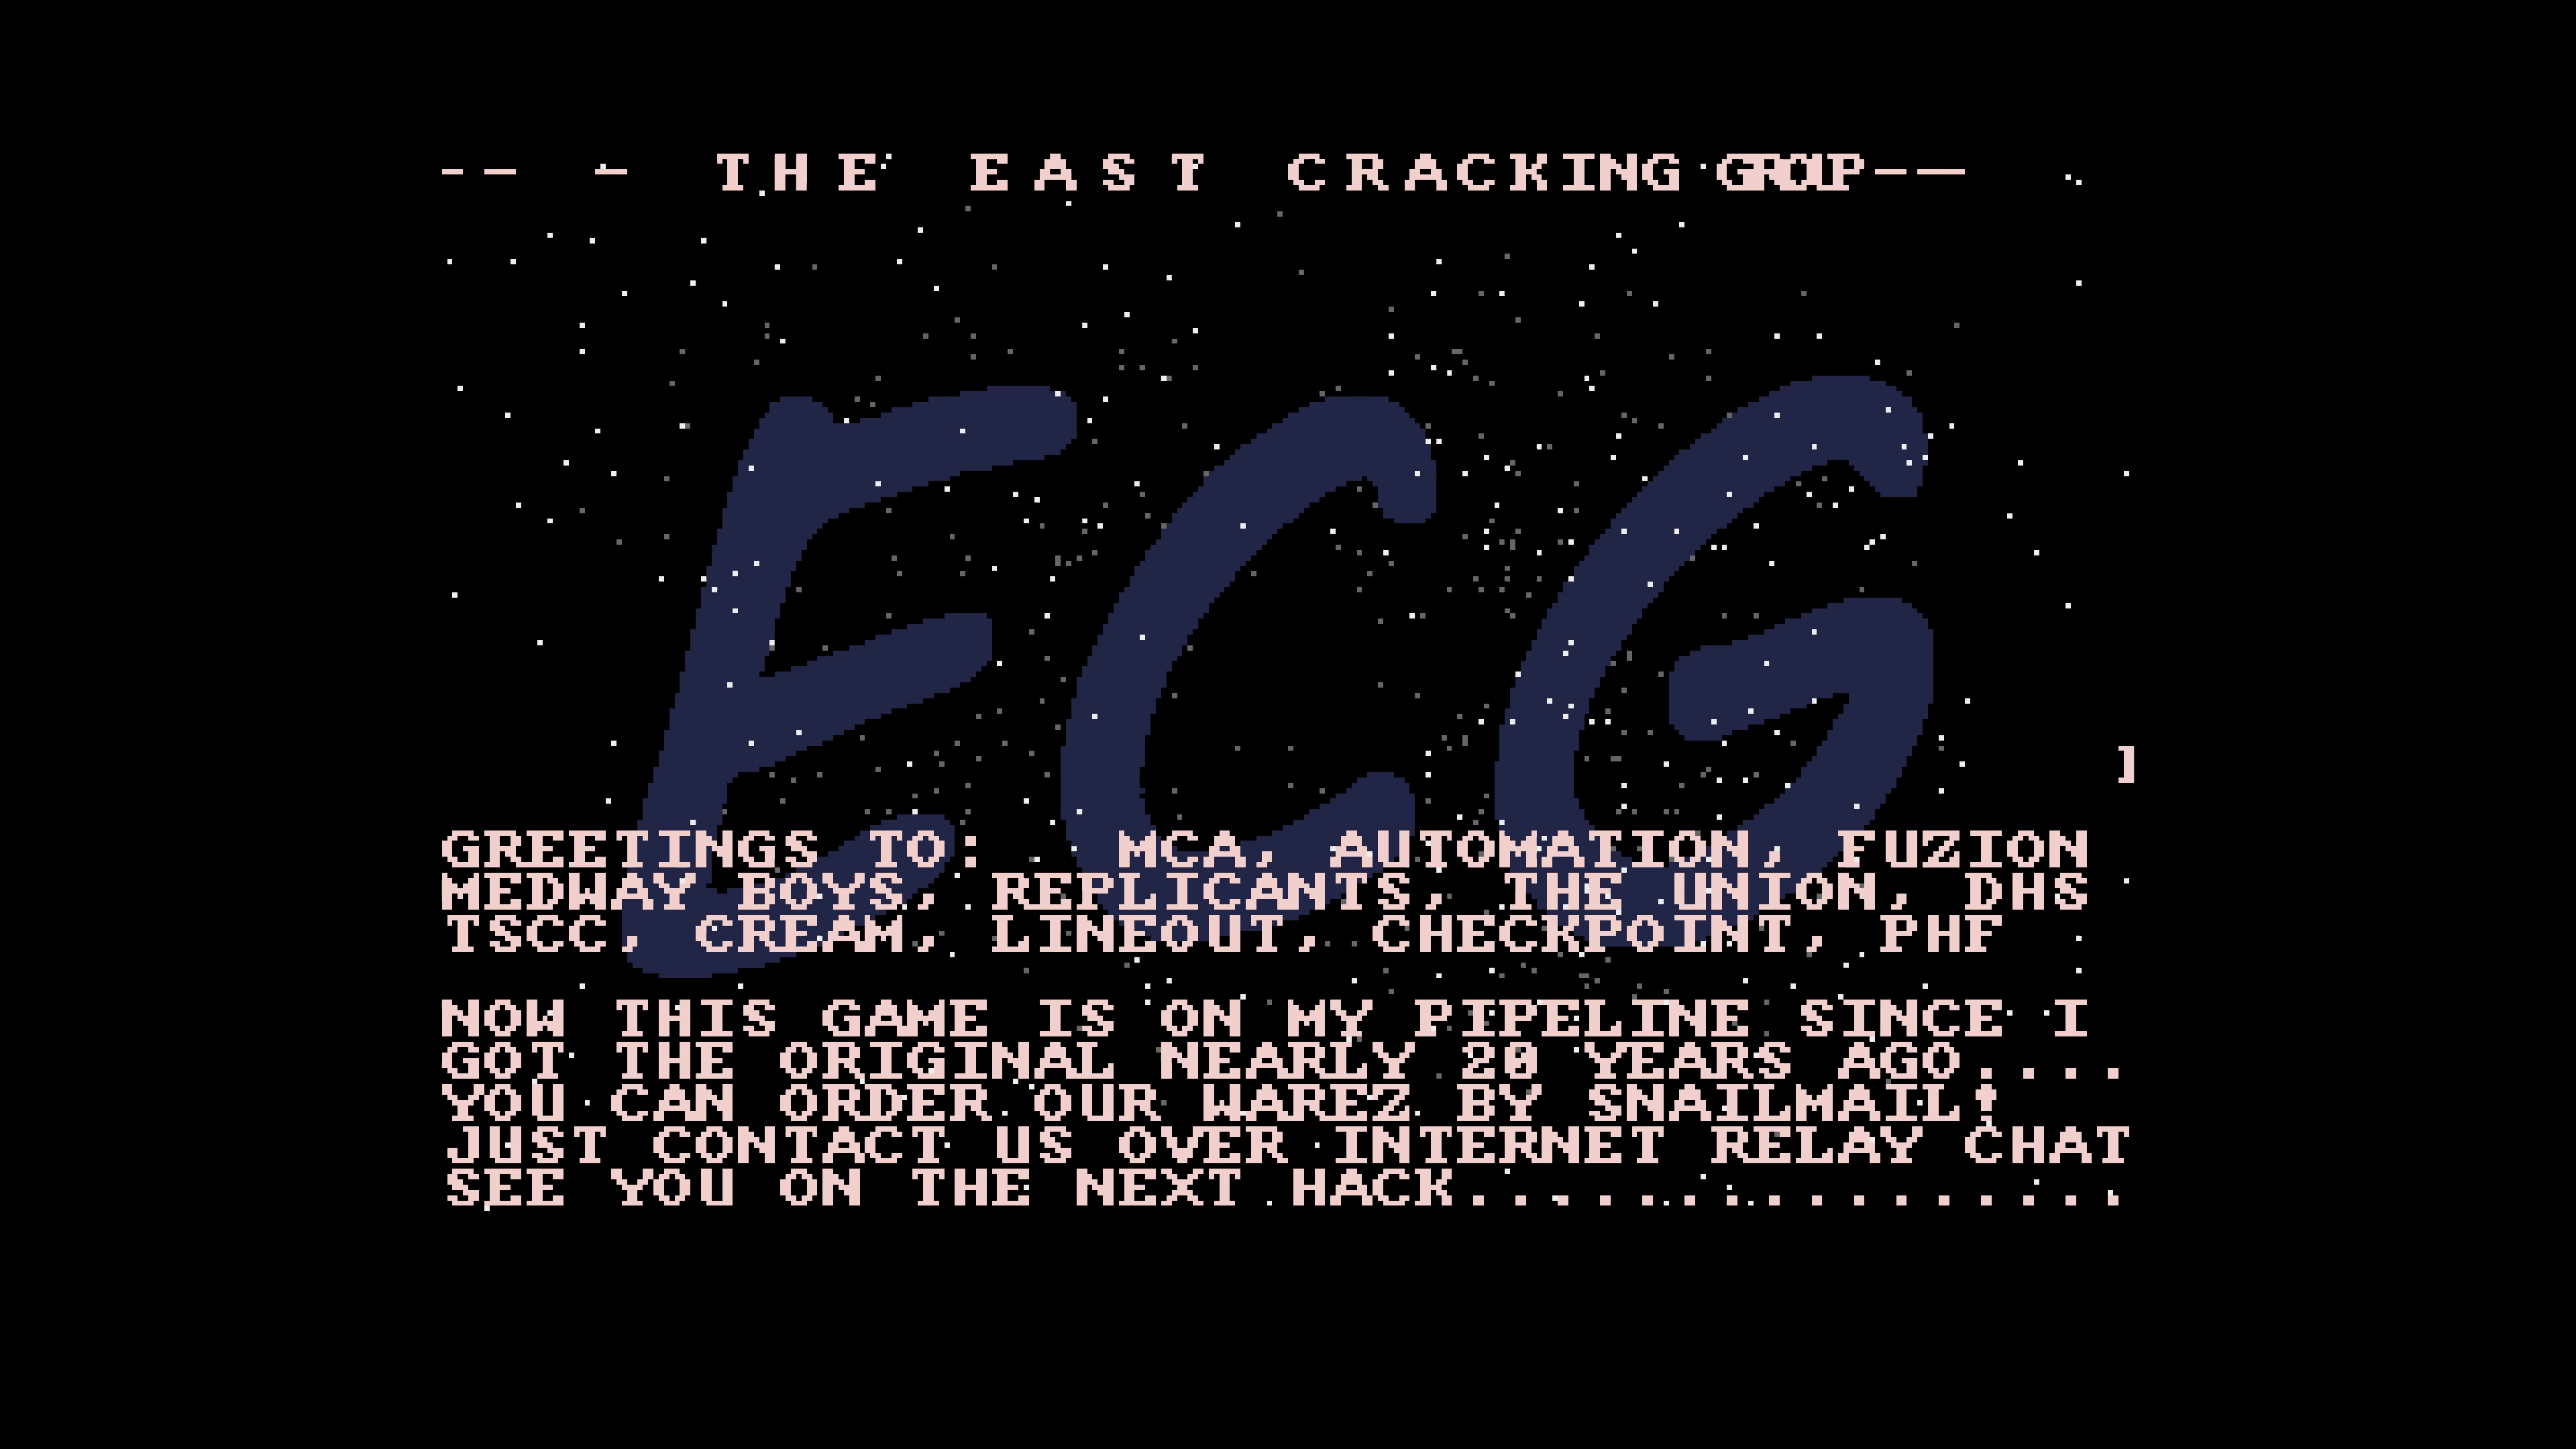 -- - THE EAST CRACKING GROUP --
ECG
]
GREETINGS TO: MCA, AUTOMATION, FUZION
MEDWAY BOYS, REPLICANTS, THE UNION, DHS
TSCC, CREAM, LINEOUT, CHECKPOINT, PHF
NOW THIS GAME IS ON MY PIPELINE SINCE I
GOT THE ORIGINAL NEARLY 20 YEARS AGO....
YOU CAN ORDER OUR WAREZ BY SNAILMAIL!
JUST CONTACT US OVER INTERNET RELAY CHAT
SEE YOU ON THE NEXT HACK................